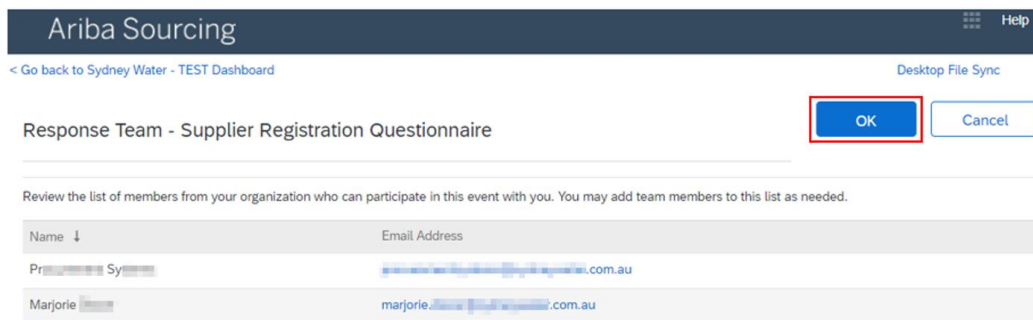 Ariba Sourcing
Help
< Go back to Sydney Water - TEST Dashboard
Desktop File Sync
Response Team - Supplier Registration Questionnaire
OK
Cancel
Review the list of members from your organization who can participate in this event with you. You may add team members to this list as needed.
Name ↓ Email Address
.com.au
Marjorie marjorie. .com.au